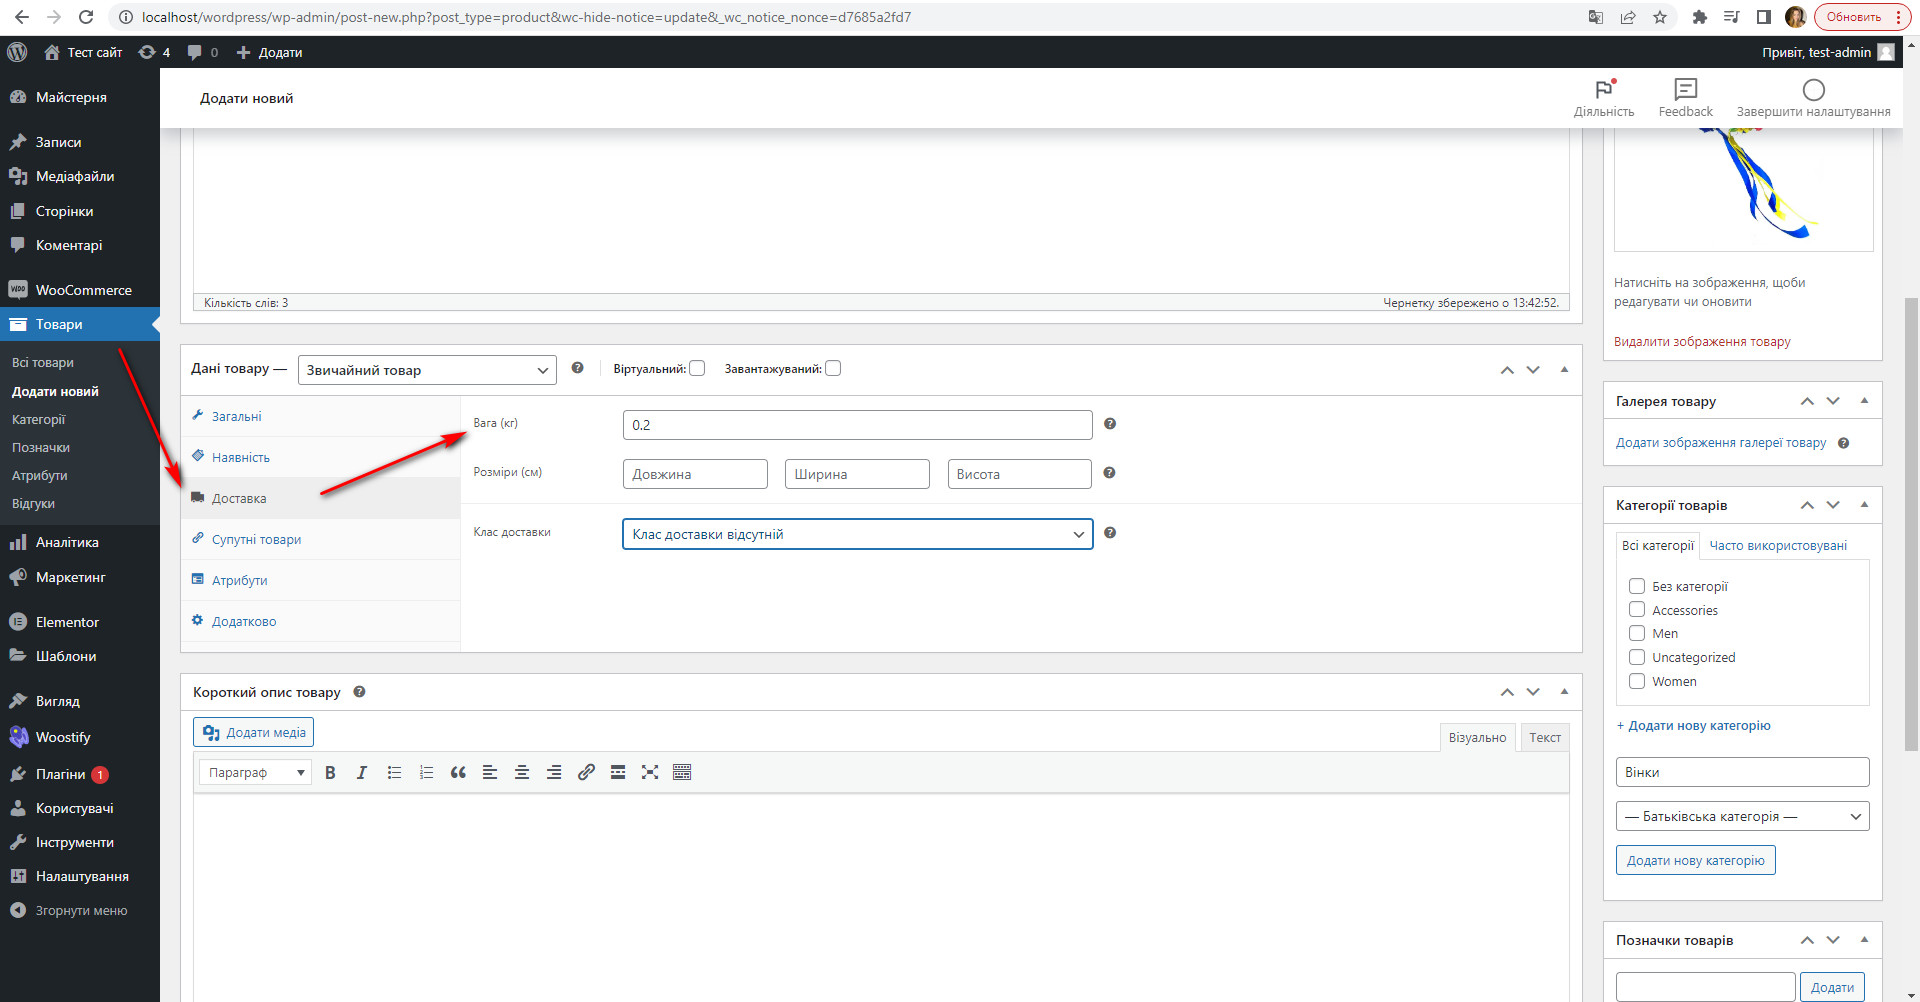 localhost/wordpress/wp-admin/post-new.php?post_type=product&wc-hide-notice=update&_wc_notice_nonce=d7685a2fd7
Обновить
Тест сайт
4
0
Додати
Привіт, test-admin
Майстерня
Записи
Медіафайли
Сторінки
Коментарі
WooCommerce
Товари
Всі товари
Додати новий
Категорії
Позначки
Атрибути
Відгуки
Аналітика
Маркетинг
Elementor
Шаблони
Вигляд
Woostify
Плагіни 1
Користувачі
Інструменти
Налаштування
Згорнути меню
Додати новий
Діяльність
Feedback
Завершити налаштування
Кількість слів: 3
Чернетку збережено о 13:42:52.
Дані товару —
Звичайний товар
Віртуальний:
Завантажуваний:
Загальні
Наявність
Доставка
Супутні товари
Атрибути
Додатково
Вага (кг)
0.2
Розміри (см)
Довжина
Ширина
Висота
Клас доставки
Клас доставки відсутній
Короткий опис товару
Додати медіа
Візуально
Текст
Параграф
Натисніть на зображення, щоби
редагувати чи оновити
Видалити зображення товару
Галерея товару
Додати зображення галереї товару
Категорії товарів
Всі категорії
Часто використовувані
Без категорії
Accessories
Men
Uncategorized
Women
+ Додати нову категорію
Вінки
— Батьківська категорія —
Додати нову категорію
Позначки товарів
Додати